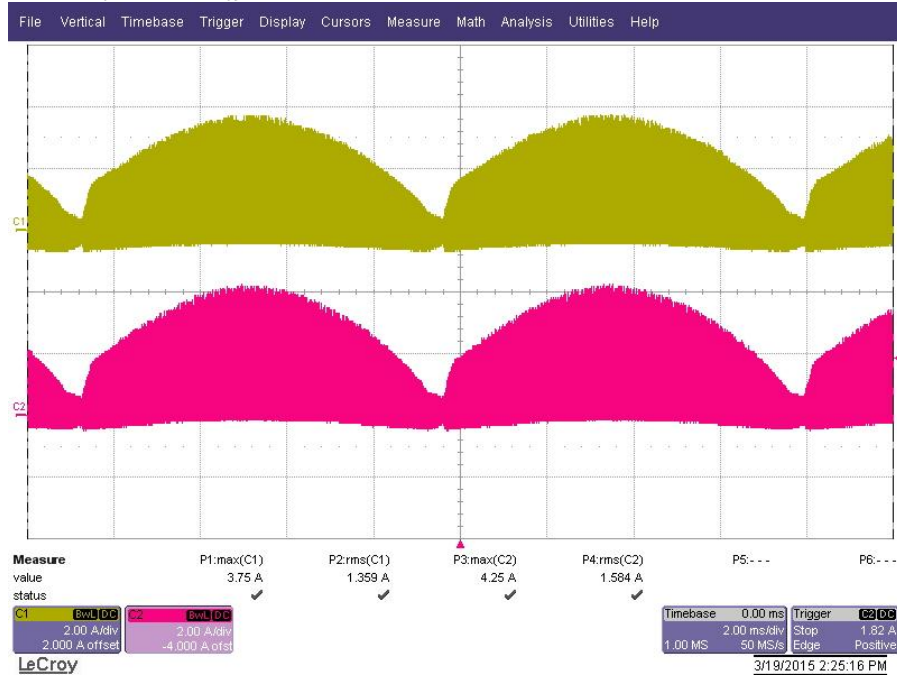 File Vertical Timebase Trigger Display Cursors Measure Math Analysis Utilities Help
C1
C2
Measure P1:max(C1) P2:rms(C1) P3:max(C2) P4:rms(C2) P5:- - - P6:- - -
value 3.75 A 1.359 A 4.25 A 1.584 A
status
C1 BwL DC C2 BwL DC Timebase 0.00 ms Trigger C2 DC
2.00 A/div 2.00 A/div 2.00 ms/div Stop 1.82 A
2.000 A offset -4.000 A ofst 1.00 MS 50 MS/s Edge Positive
LeCroy 3/19/2015 2:25:16 PM